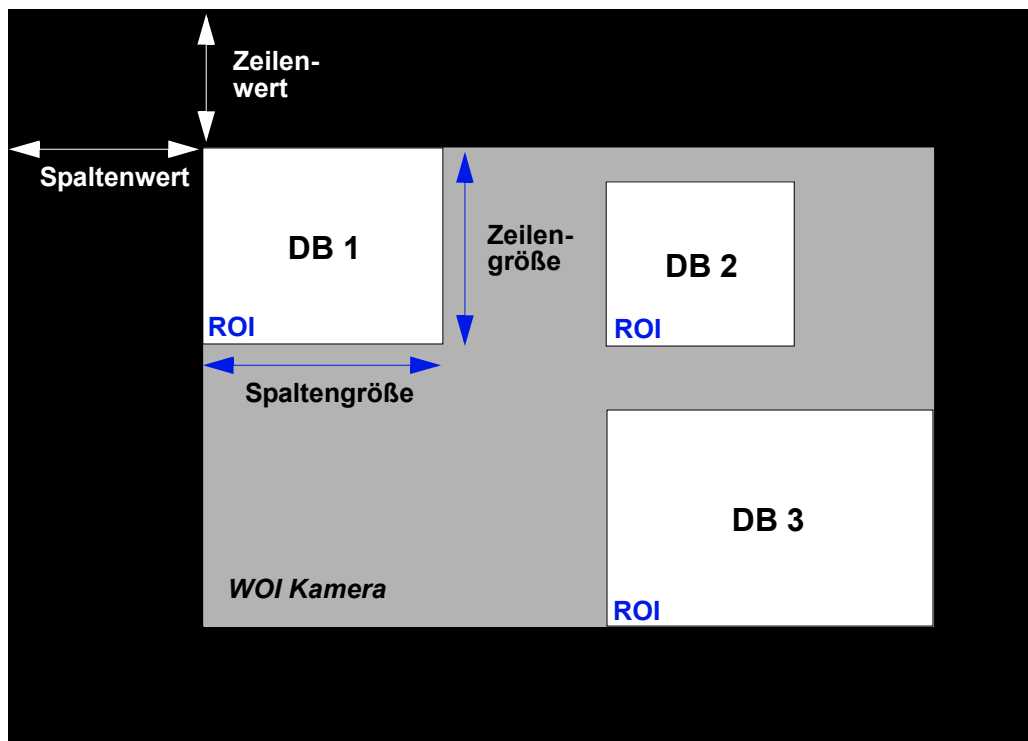 Zeilen-
wert
Spaltenwert
DB 1
ROI
Zeilen-
größe
Spaltengröße
DB 2
ROI
DB 3
ROI
WOI Kamera